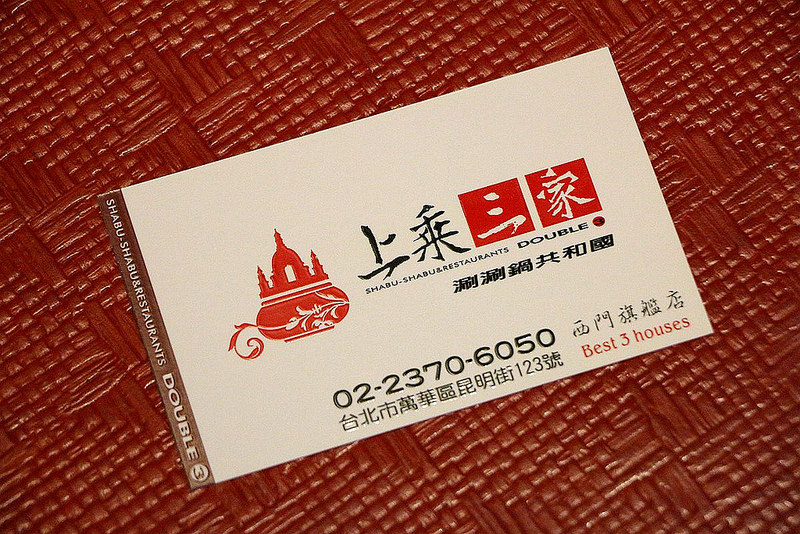 上乘三家
SHABU-SHABU&RESTAURANTS DOUBLE 3
涮涮鍋共和國
西門旗艦店
Best 3 houses
02-2370-6050
台北市萬華區昆明街123號
SHABU-SHABU&RESTAURANTS DOUBLE 3